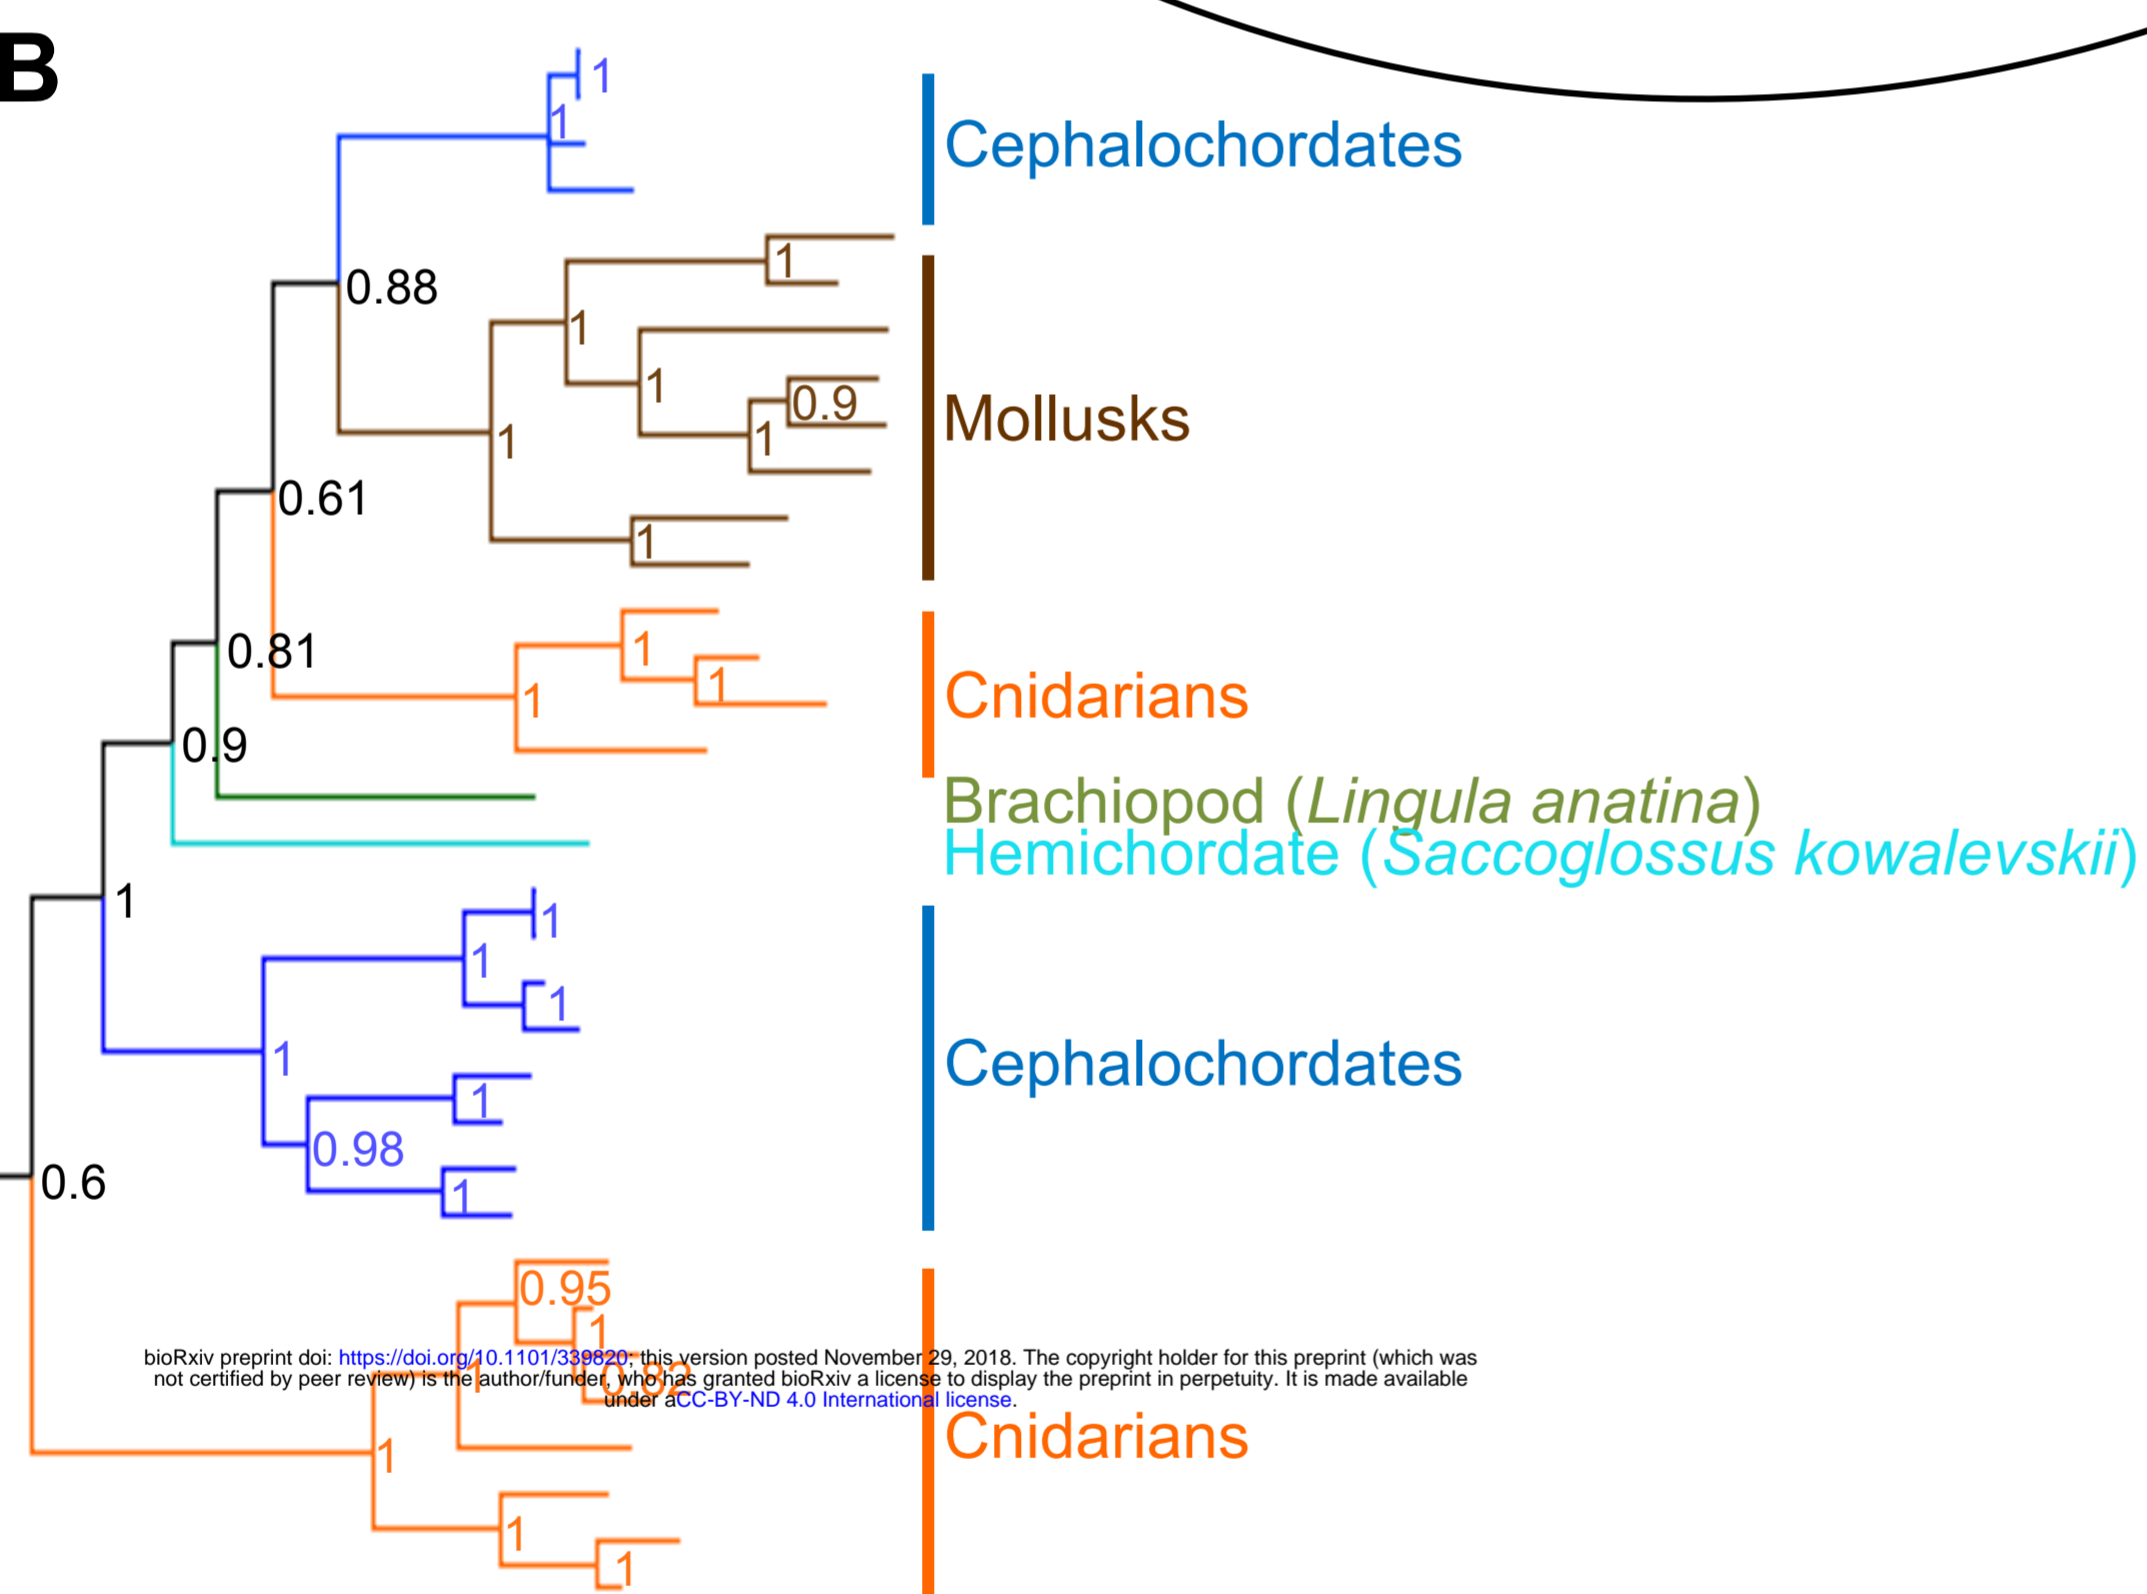 B
1
1
Cephalochordates
1
0.88
1
1
0.9
Mollusks
1
1
0.61
1
0.81
1
1
1
Cnidarians
0.9
Brachiopod (Lingula anatina)
Hemichordate (Saccoglossus kowalevskii)
1
1
1
1
1
Cephalochordates
1
0.98
0.6
1
0.95
1
bioRxiv preprint doi: https://doi.org/10.1101/339820; this version posted November 29, 2018. The copyright holder for this preprint (which was
not certified by peer review) is the author/funder, who has granted bioRxiv a license to display the preprint in perpetuity. It is made available
under aCC-BY-ND 4.0 International license.
1
0.82
Cnidarians
1
1
1